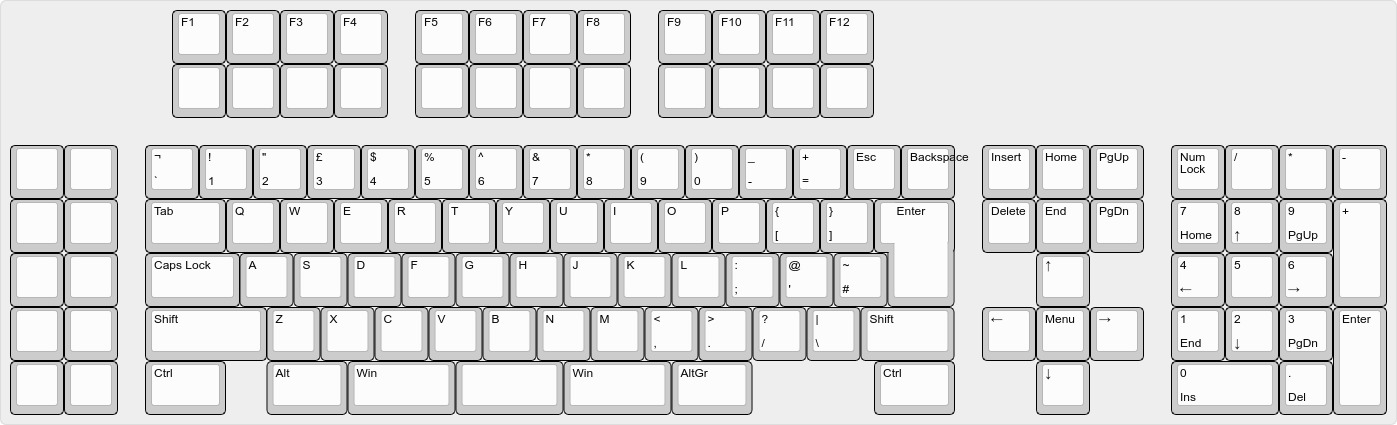 F1 F2 F3 F4 F5 F6 F7 F8 F9 F10 F11 F12
¬ ! " £ $ % ^ & * ( ) _ + Esc Backspace Insert Home PgUp Num Lock / * -
` 1 2 3 4 5 6 7 8 9 0 - =
Tab Q W E R T Y U I O P { } Enter Delete End PgDn 7 8 9 +
[ ] Home ↑ PgUp
Caps Lock A S D F G H J K L : @ ~ ↑ 4 5 6
; ' # ← →
Shift Z X C V B N M < > ? | Shift ← Menu → 1 2 3 Enter
, . / \ End ↓ PgDn
Ctrl Alt Win Win AltGr Ctrl ↓ 0 .
Ins Del